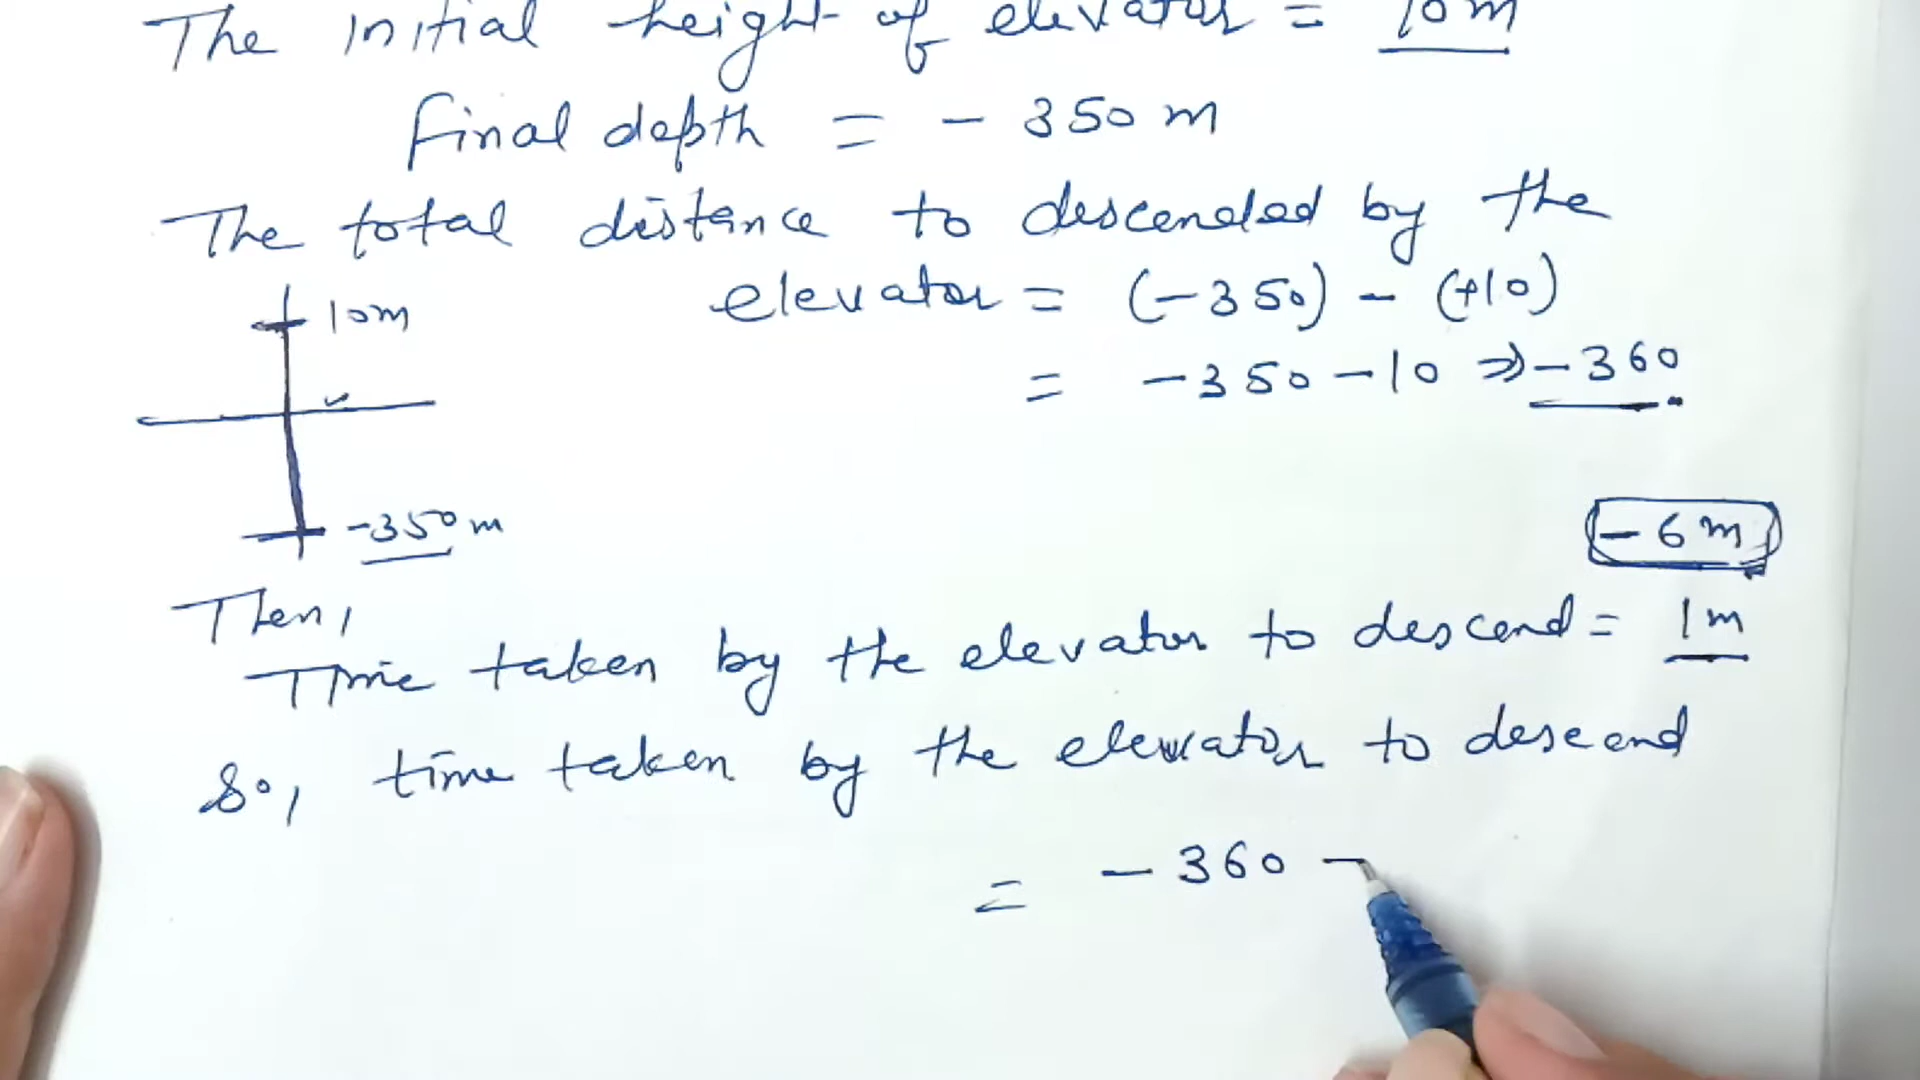 The initial height of elevator = 10m
final depth = - 350 m
The total distance to descended by the
elevator = (-350) - (+10)
= -350 -10 ⇒ -360
10m
-350 m
- 6 m
Then,
Time taken by the elevator to descend = 1m
So, time taken by the elevator to descend
= - 360 -